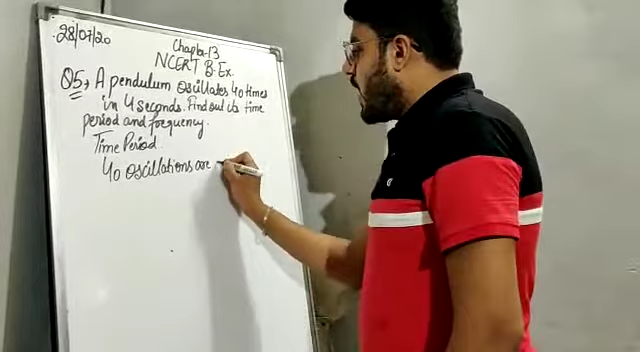 28/07/20
Chapter-13
NCERT B.Ex.
Q5, A pendulum oscillates 40 times
in 4 seconds. Find out its time
period and frequency.
Time Period.
40 oscillations are